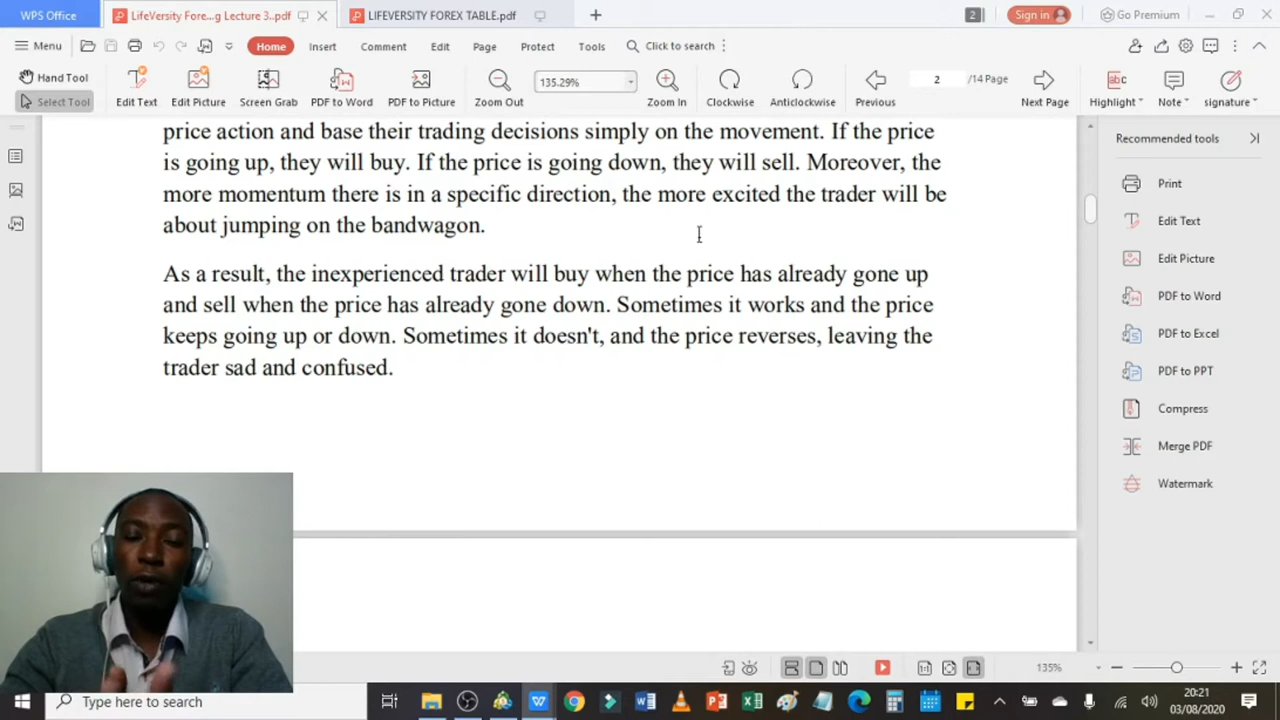 WPS Office
LifeVersity Fore...g Lecture 3..pdf
LIFEVERSITY FOREX TABLE.pdf
2
Sign in
Go Premium
Menu
Home
Insert
Comment
Edit
Page
Protect
Tools
Click to search
Hand Tool
Select Tool
Edit Text
Edit Picture
Screen Grab
PDF to Word
PDF to Picture
Zoom Out
135.29%
Zoom In
Clockwise
Anticlockwise
Previous
2
/14 Page
Next Page
abc
Highlight
Note
signature
price action and base their trading decisions simply on the movement. If the price
is going up, they will buy. If the price is going down, they will sell. Moreover, the
more momentum there is in a specific direction, the more excited the trader will be
about jumping on the bandwagon.
As a result, the inexperienced trader will buy when the price has already gone up
and sell when the price has already gone down. Sometimes it works and the price
keeps going up or down. Sometimes it doesn't, and the price reverses, leaving the
trader sad and confused.
Recommended tools
Print
Edit Text
Edit Picture
PDF to Word
PDF to Excel
PDF to PPT
Compress
Merge PDF
Watermark
135%
Type here to search
20:21
03/08/2020